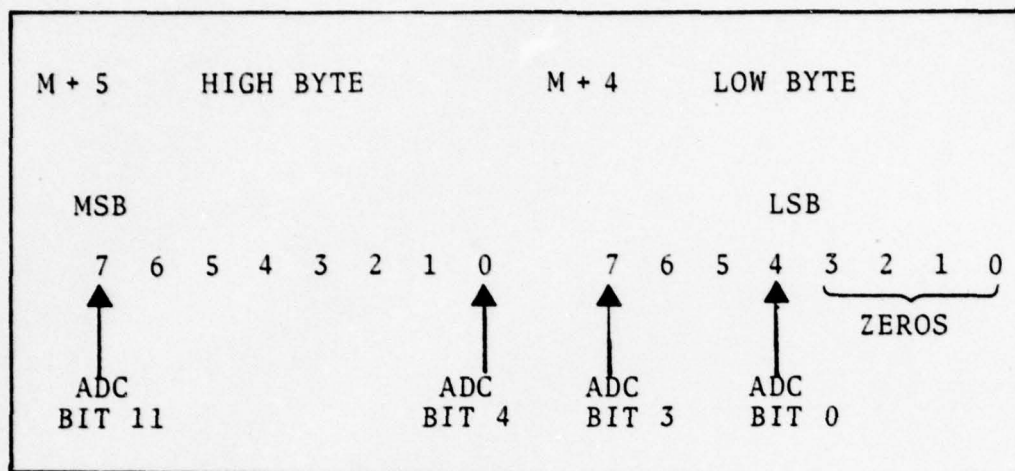 M + 5 HIGH BYTE M + 4 LOW BYTE
MSB LSB
7 6 5 4 3 2 1 0 7 6 5 4 3 2 1 0
ZEROS
ADC ADC ADC ADC
BIT 11 BIT 4 BIT 3 BIT 0